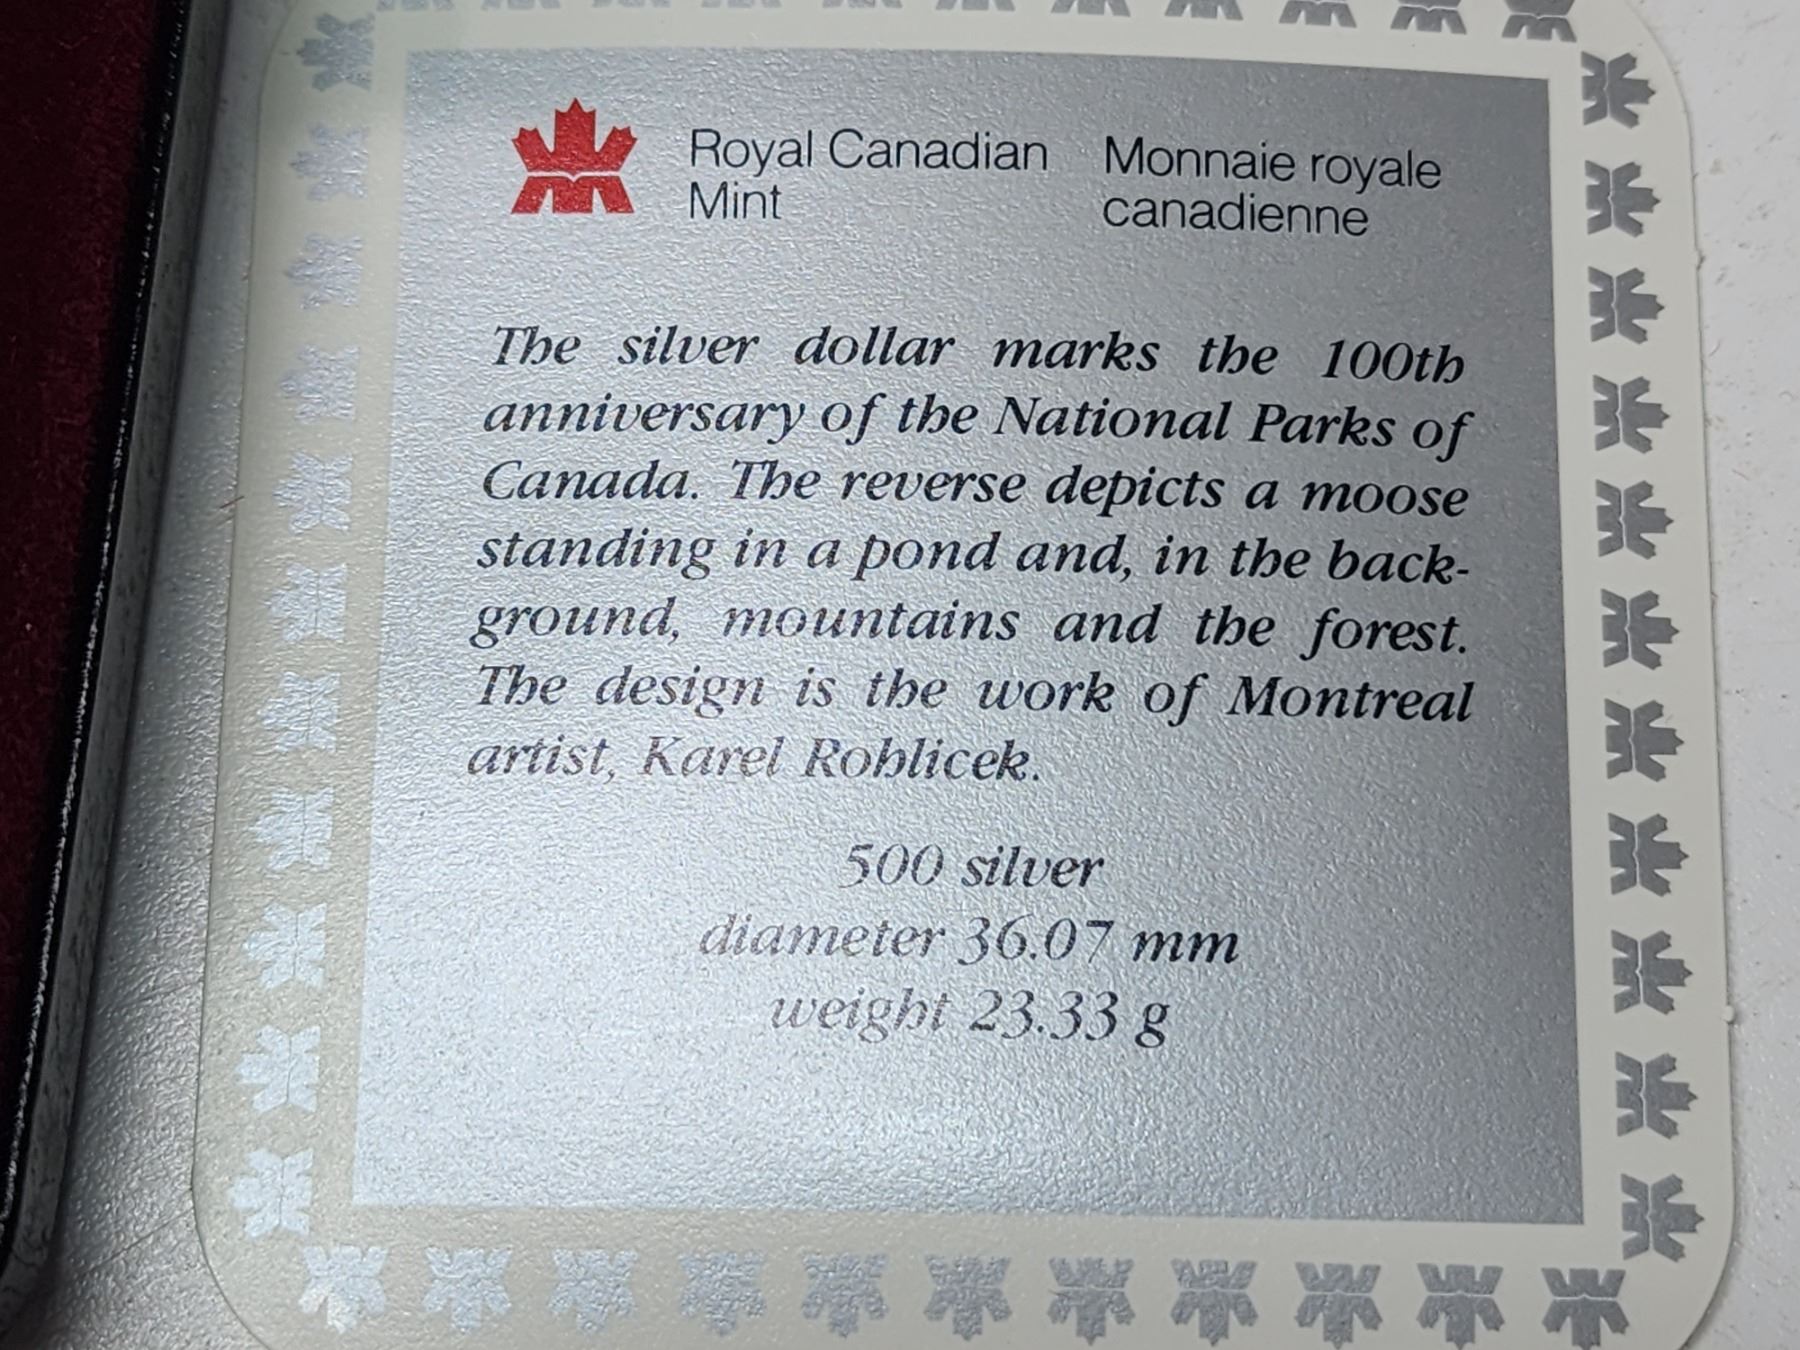 Royal Canadian
Mint
Monnaie royale
canadienne
The silver dollar marks the 100th
anniversary of the National Parks of
Canada. The reverse depicts a moose
standing in a pond and, in the back-
ground, mountains and the forest.
The design is the work of Montreal
artist, Karel Rohlicek.
500 silver
diameter 36.07 mm
weight 23.33 g